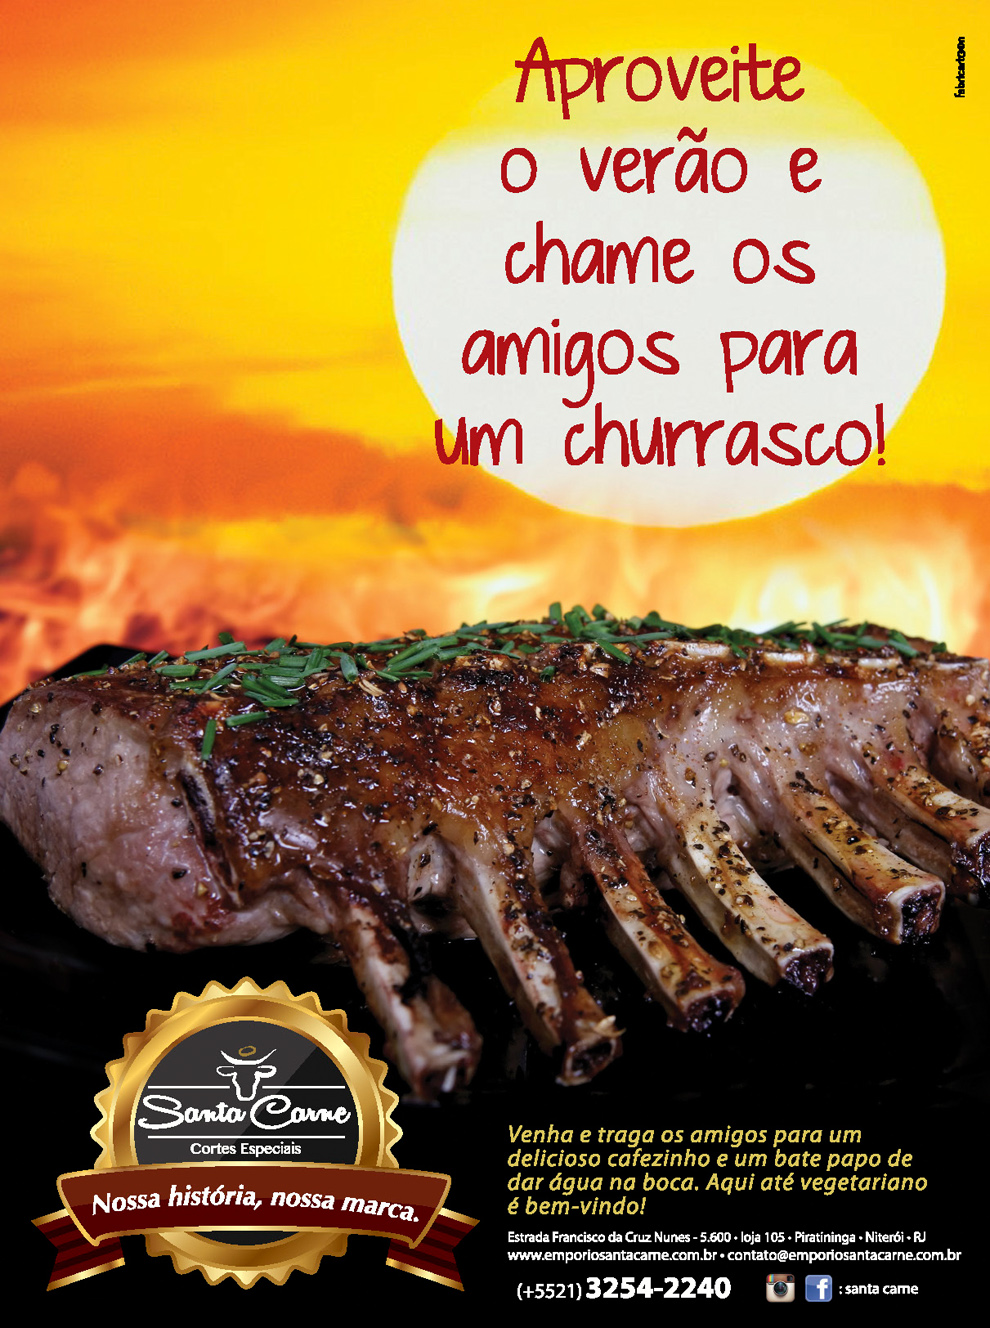 Aproveite
o verão e
chame os
amigos para
um churrasco!
fabricartoon
Santa Carne
Cortes Especiais
Nossa história, nossa marca.
Venha e traga os amigos para um
delicioso cafezinho e um bate papo de
dar água na boca. Aqui até vegetariano
é bem-vindo!
Estrada Francisco da Cruz Nunes - 5.600 • loja 105 • Piratininga • Niterói • RJ
www.emporiosantacarne.com.br • contato@emporiosantacarne.com.br
(+5521) 3254-2240
: santa carne